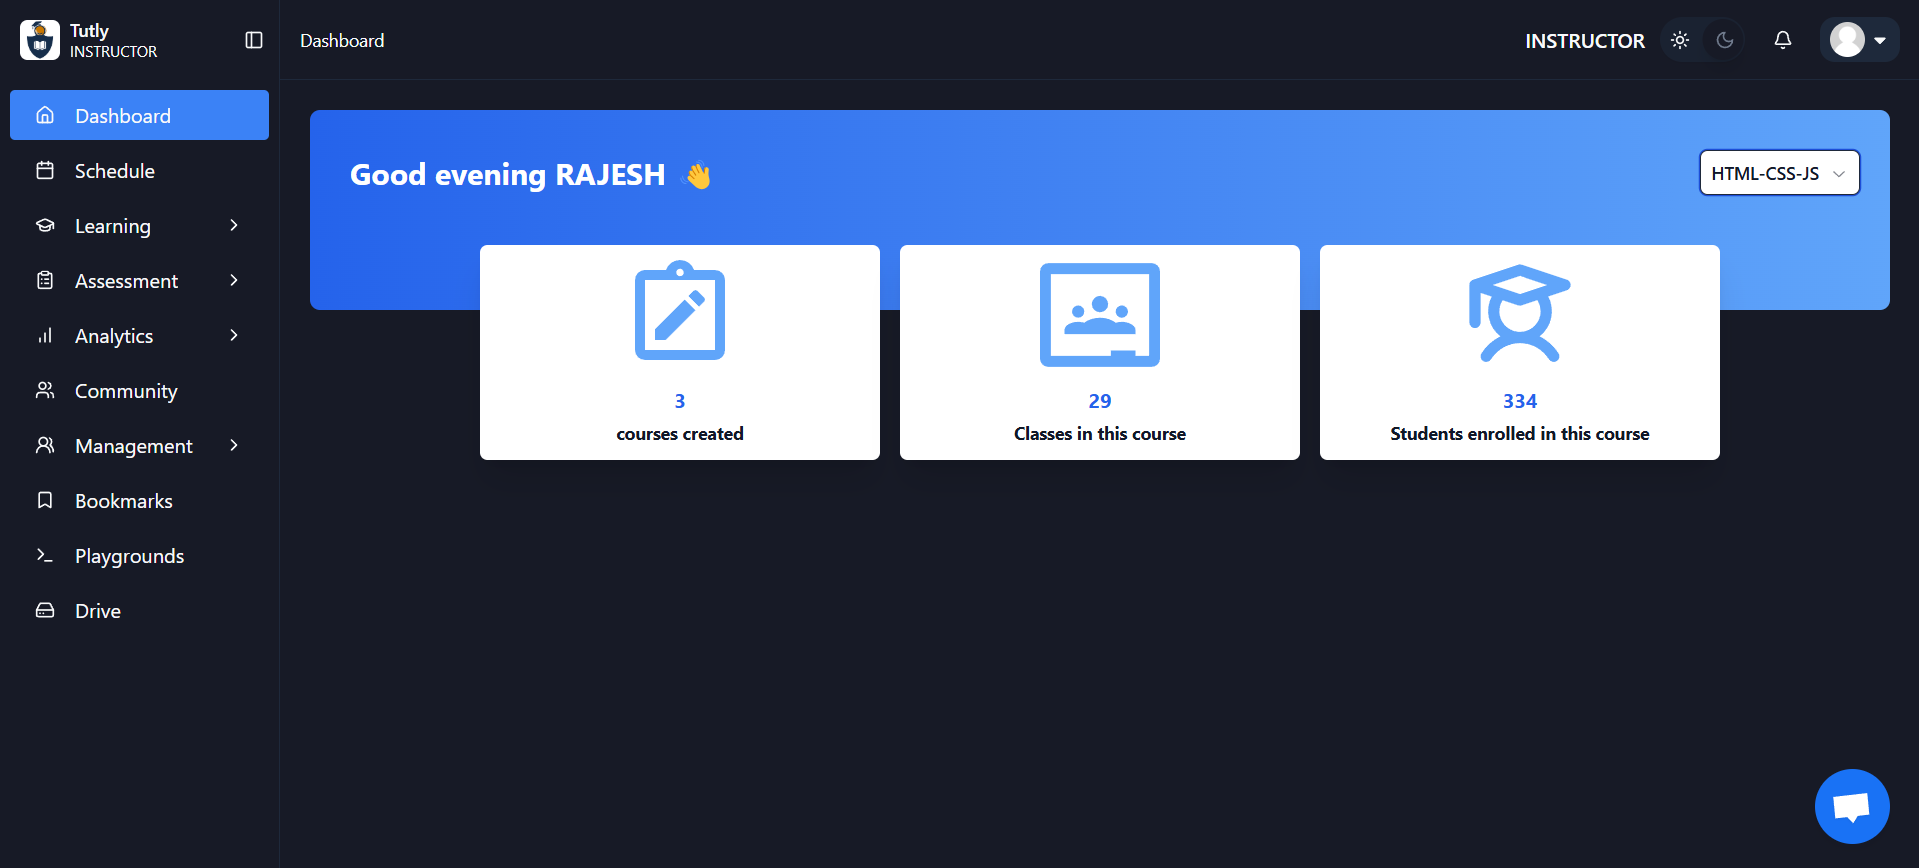 Tutly
INSTRUCTOR
Dashboard
INSTRUCTOR
Dashboard
Schedule
Learning
Assessment
Analytics
Community
Management
Bookmarks
Playgrounds
Drive
Good evening RAJESH 👋
HTML-CSS-JS
3
courses created
29
Classes in this course
334
Students enrolled in this course